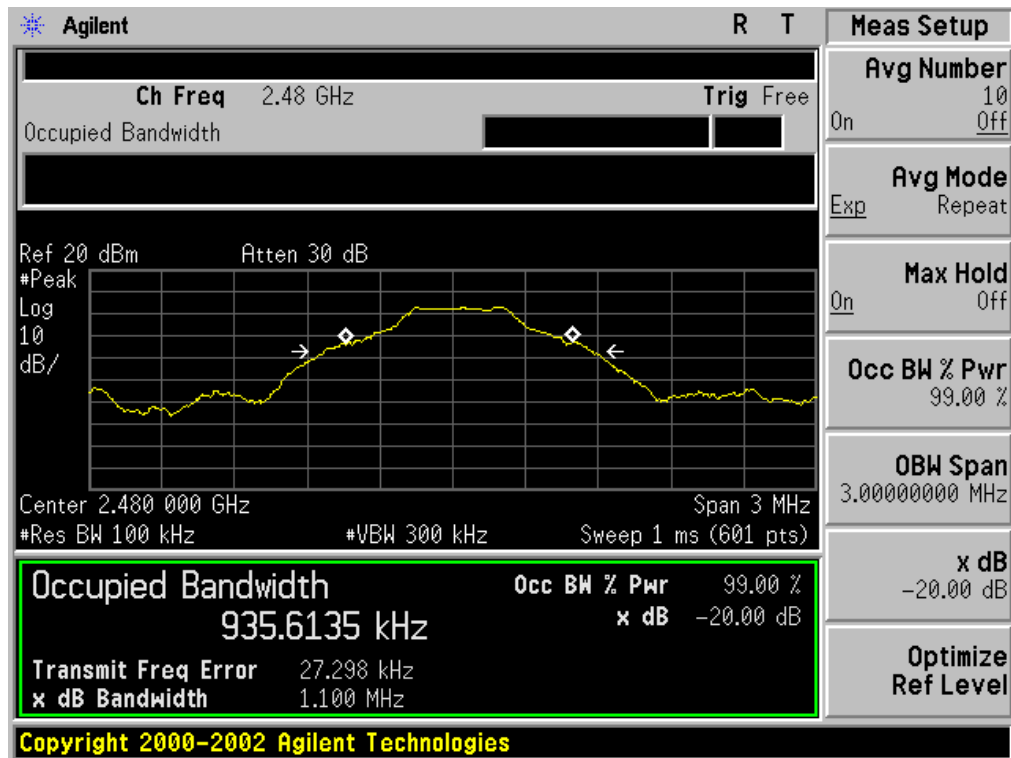 Agilent R T
Ch Freq 2.48 GHz Trig Free
Occupied Bandwidth
Ref 20 dBm Atten 30 dB
#Peak
Log
10
dB/
Center 2.480 000 GHz Span 3 MHz
#Res BW 100 kHz #VBW 300 kHz Sweep 1 ms (601 pts)
Occupied Bandwidth Occ BW % Pwr 99.00 %
935.6135 kHz x dB -20.00 dB
Transmit Freq Error 27.298 kHz
x dB Bandwidth 1.100 MHz
Copyright 2000-2002 Agilent Technologies
Meas Setup
Avg Number
10
On Off
Avg Mode
Exp Repeat
Max Hold
On Off
Occ BW % Pwr
99.00 %
OBW Span
3.00000000 MHz
x dB
-20.00 dB
Optimize
Ref Level